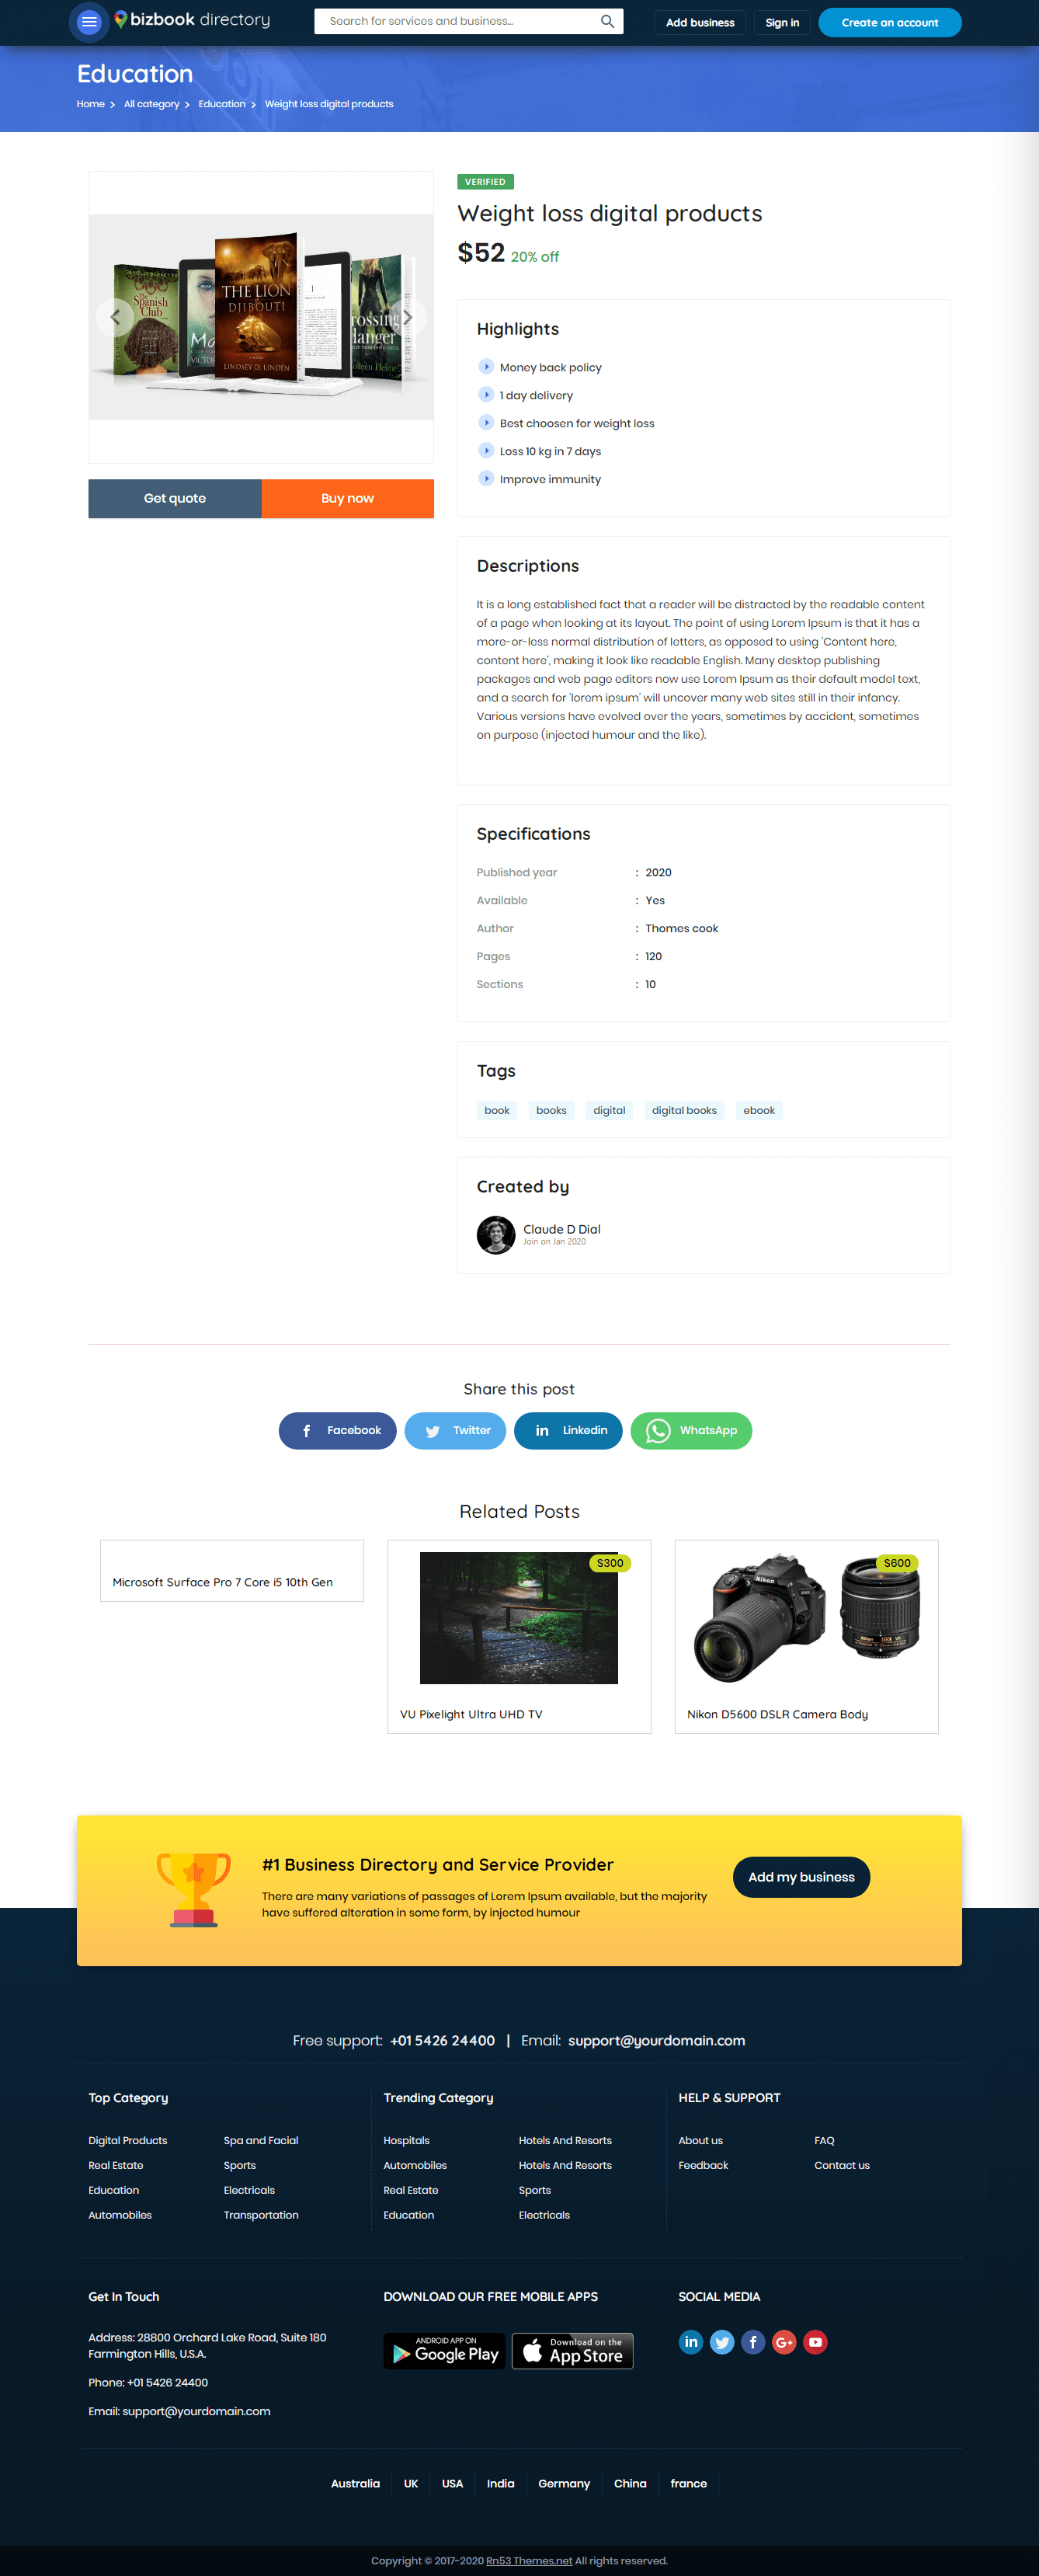 bizbook directory
Search for services and business...
Add business
Sign in
Create an account
Education
Home > All category > Education > Weight loss digital products
The Spanish Club
THE LION
DJIBOUTI
LINDSEY D. LINDEN
VERIFIED
Weight loss digital products
$52 20% off
Get quote
Buy now
Highlights
Money back policy
1 day delivery
Best choosen for weight loss
Loss 10 kg in 7 days
Improve immunity
Descriptions
It is a long established fact that a reader will be distracted by the readable content
of a page when looking at its layout. The point of using Lorem Ipsum is that it has a
more-or-less normal distribution of letters, as opposed to using 'Content here,
content here', making it look like readable English. Many desktop publishing
packages and web page editors now use Lorem Ipsum as their default model text,
and a search for 'lorem ipsum' will uncover many web sites still in their infancy.
Various versions have evolved over the years, sometimes by accident, sometimes
on purpose (injected humour and the like).
Specifications
Published year : 2020
Available : Yes
Author : Thomes cook
Pages : 120
Sections : 10
Tags
book books digital digital books ebook
Created by
Claude D Dial
Join on Jan 2020
Share this post
Facebook
Twitter
Linkedin
WhatsApp
Related Posts
Microsoft Surface Pro 7 Core i5 10th Gen
$300
VU Pixelight Ultra UHD TV
$600
Nikon
Nikon D5600 DSLR Camera Body
#1 Business Directory and Service Provider
There are many variations of passages of Lorem Ipsum available, but the majority
have suffered alteration in some form, by injected humour
Add my business
Free support: +01 5426 24400 | Email: support@yourdomain.com
Top Category
Digital Products
Spa and Facial
Real Estate
Sports
Education
Electricals
Automobiles
Transportation
Trending Category
Hospitals
Hotels And Resorts
Automobiles
Hotels And Resorts
Real Estate
Sports
Education
Electricals
HELP & SUPPORT
About us
FAQ
Feedback
Contact us
Get In Touch
Address: 28800 Orchard Lake Road, Suite 180
Farmington Hills, U.S.A.
Phone: +01 5426 24400
Email: support@yourdomain.com
DOWNLOAD OUR FREE MOBILE APPS
ANDROID APP ON
Google Play
Download on the
App Store
SOCIAL MEDIA
Australia UK USA India Germany China france
Copyright © 2017-2020 Rn53 Themes.net All rights reserved.